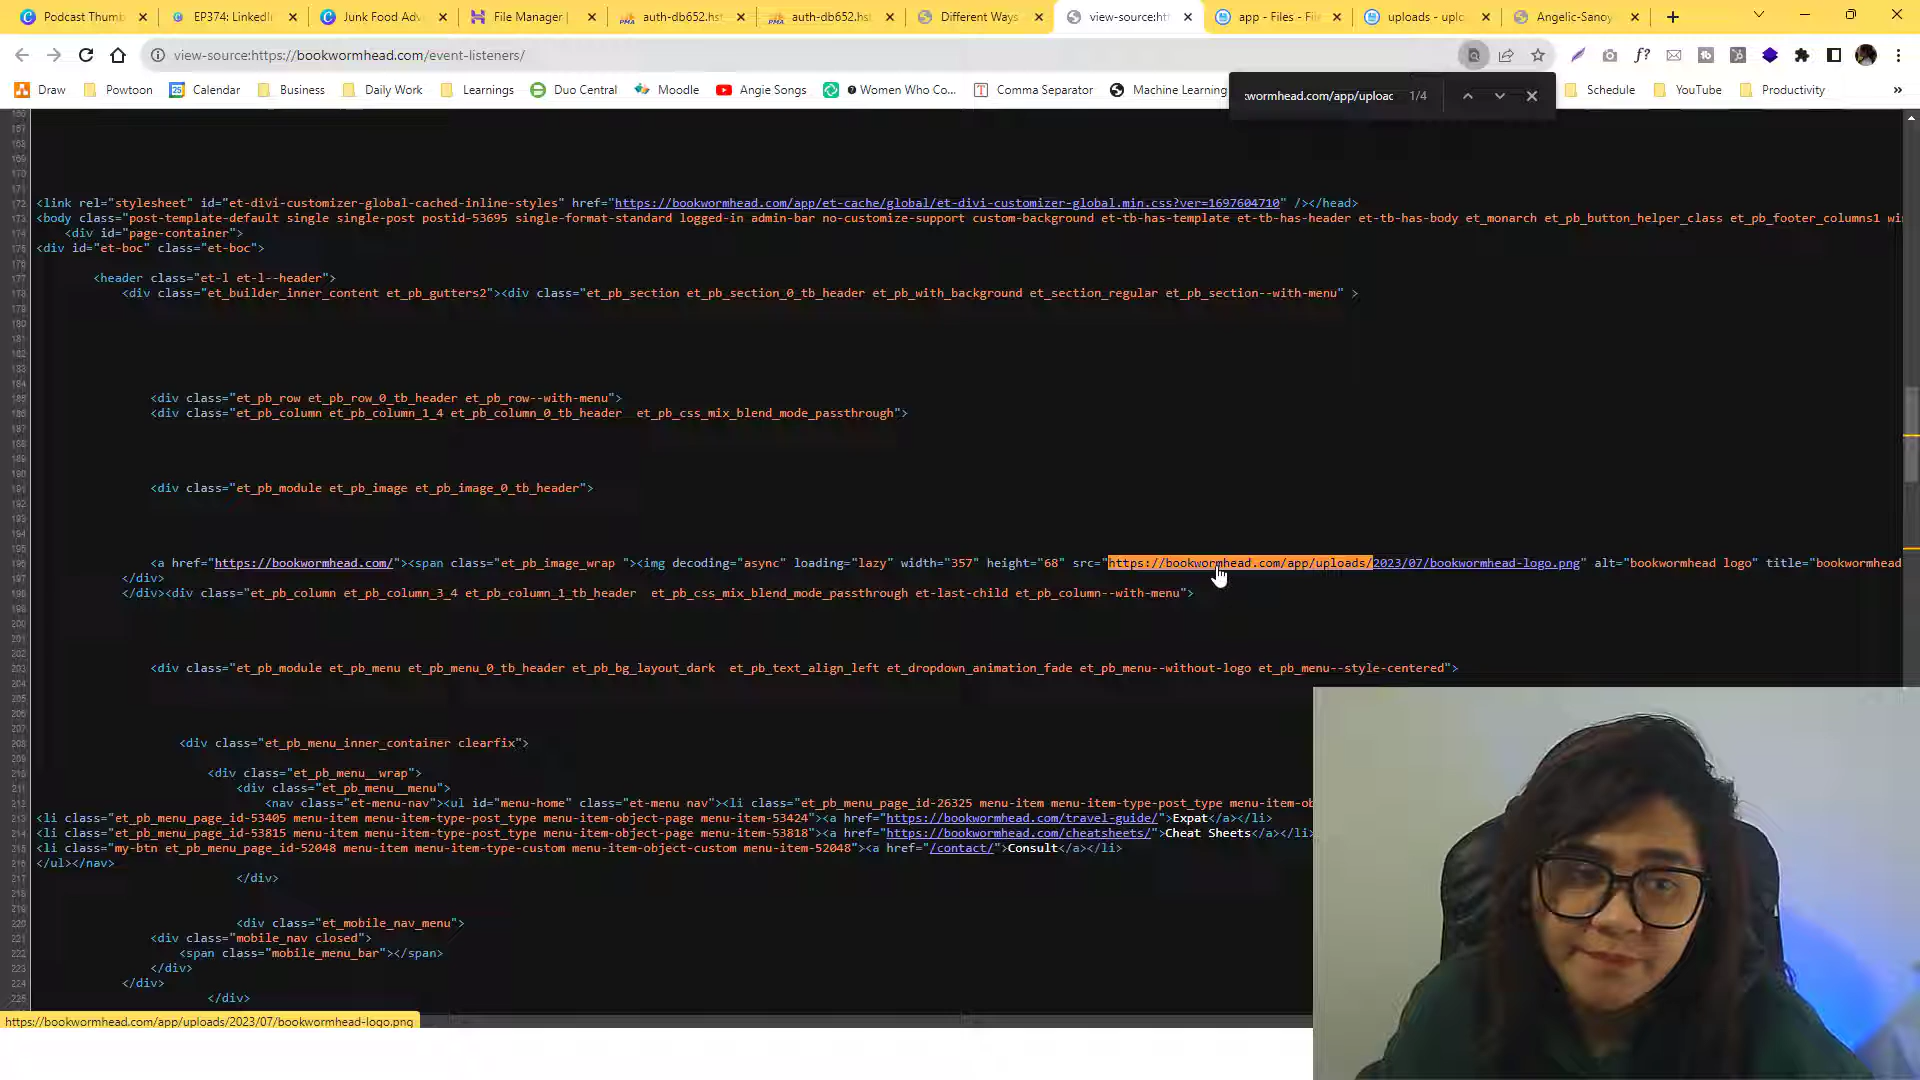 Podcast Thumb
EP374: LinkedIn
Junk Food Adv
File Manager |
auth-db652.hst
auth-db652.hst
Different Ways
view-source:htt
app - Files - File
uploads - uplo
Angelic-Sanoy
view-source:https://bookwormhead.com/event-listeners/
Draw
Powtoon
Calendar
Business
Daily Work
Learnings
Duo Central
Moodle
Angie Songs
Women Who Co...
Comma Separator
Machine Learning
Schedule
YouTube
Productivity
wormhead.com/app/upload
1/4
<link rel="stylesheet" id="et-divi-customizer-global-cached-inline-styles" href="https://bookwormhead.com/app/et-cache/global/et-divi-customizer-global.min.css?ver=1697604710" /></head>
<body class="post-template-default single single-post postid-53695 single-format-standard logged-in admin-bar no-customize-support custom-background et-tb-has-template et-tb-has-header et-tb-has-body et_monarch et_pb_button_helper_class et_pb_footer_columns1 wi
<div id="page-container">
<div id="et-boc" class="et-boc">
<header class="et-l et-l--header">
<div class="et_builder_inner_content et_pb_gutters2"><div class="et_pb_section et_pb_section_0_tb_header et_pb_with_background et_section_regular et_pb_section--with-menu" >
<div class="et_pb_row et_pb_row_0_tb_header et_pb_row--with-menu">
<div class="et_pb_column et_pb_column_1_4 et_pb_column_0_tb_header  et_pb_css_mix_blend_mode_passthrough">
<div class="et_pb_module et_pb_image et_pb_image_0_tb_header">
<a href="https://bookwormhead.com/"><span class="et_pb_image_wrap "><img decoding="async" loading="lazy" width="357" height="68" src="https://bookwormhead.com/app/uploads/2023/07/bookwormhead-logo.png" alt="bookwormhead logo" title="bookwormhead
</div>
</div><div class="et_pb_column et_pb_column_3_4 et_pb_column_1_tb_header  et_pb_css_mix_blend_mode_passthrough et-last-child et_pb_column--with-menu">
<div class="et_pb_module et_pb_menu et_pb_menu_0_tb_header et_pb_bg_layout_dark  et_pb_text_align_left et_dropdown_animation_fade et_pb_menu--without-logo et_pb_menu--style-centered">
<div class="et_pb_menu_inner_container clearfix">
<div class="et_pb_menu__wrap">
<div class="et_pb_menu__menu">
<nav class="et-menu-nav"><ul id="menu-home" class="et-menu nav"><li class="et_pb_menu_page_id-26325 menu-item menu-item-type-post_type menu-item-ob
<li class="et_pb_menu_page_id-53405 menu-item menu-item-type-post_type menu-item-object-page menu-item-53424"><a href="https://bookwormhead.com/travel-guide/">Expat</a></li>
<li class="et_pb_menu_page_id-53815 menu-item menu-item-type-post_type menu-item-object-page menu-item-53818"><a href="https://bookwormhead.com/cheatsheets/">Cheat Sheets</a></li>
<li class="my-btn et_pb_menu_page_id-52048 menu-item menu-item-type-custom menu-item-object-custom menu-item-52048"><a href="/contact/">Consult</a></li>
</ul></nav>
</div>
<div class="et_mobile_nav_menu">
<div class="mobile_nav closed">
<span class="mobile_menu_bar"></span>
</div>
</div>
</div>
https://bookwormhead.com/app/uploads/2023/07/bookwormhead-logo.png